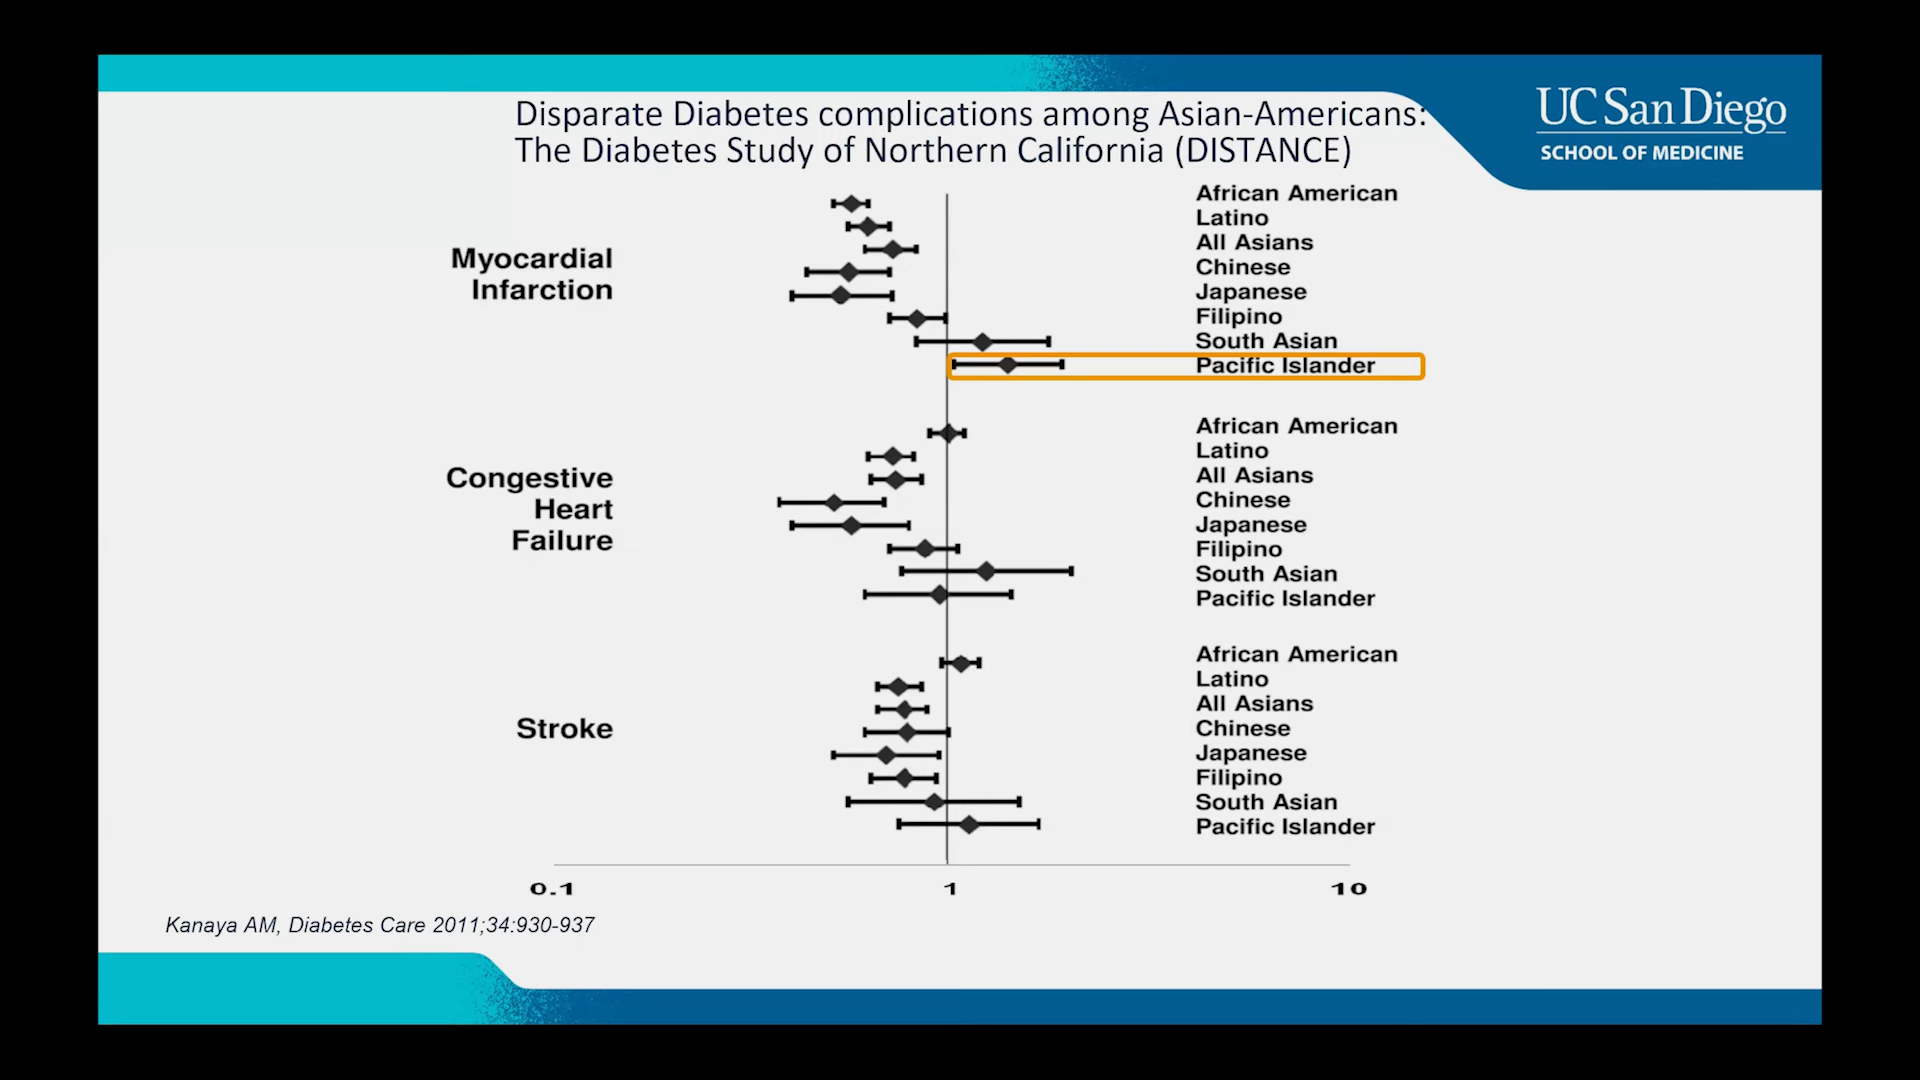 Disparate Diabetes complications among Asian-Americans:
The Diabetes Study of Northern California (DISTANCE)
UC San Diego
SCHOOL OF MEDICINE
Myocardial
Infarction
African American
Latino
All Asians
Chinese
Japanese
Filipino
South Asian
Pacific Islander
Congestive
Heart
Failure
African American
Latino
All Asians
Chinese
Japanese
Filipino
South Asian
Pacific Islander
Stroke
African American
Latino
All Asians
Chinese
Japanese
Filipino
South Asian
Pacific Islander
0.1 1 10
Kanaya AM, Diabetes Care 2011;34:930-937